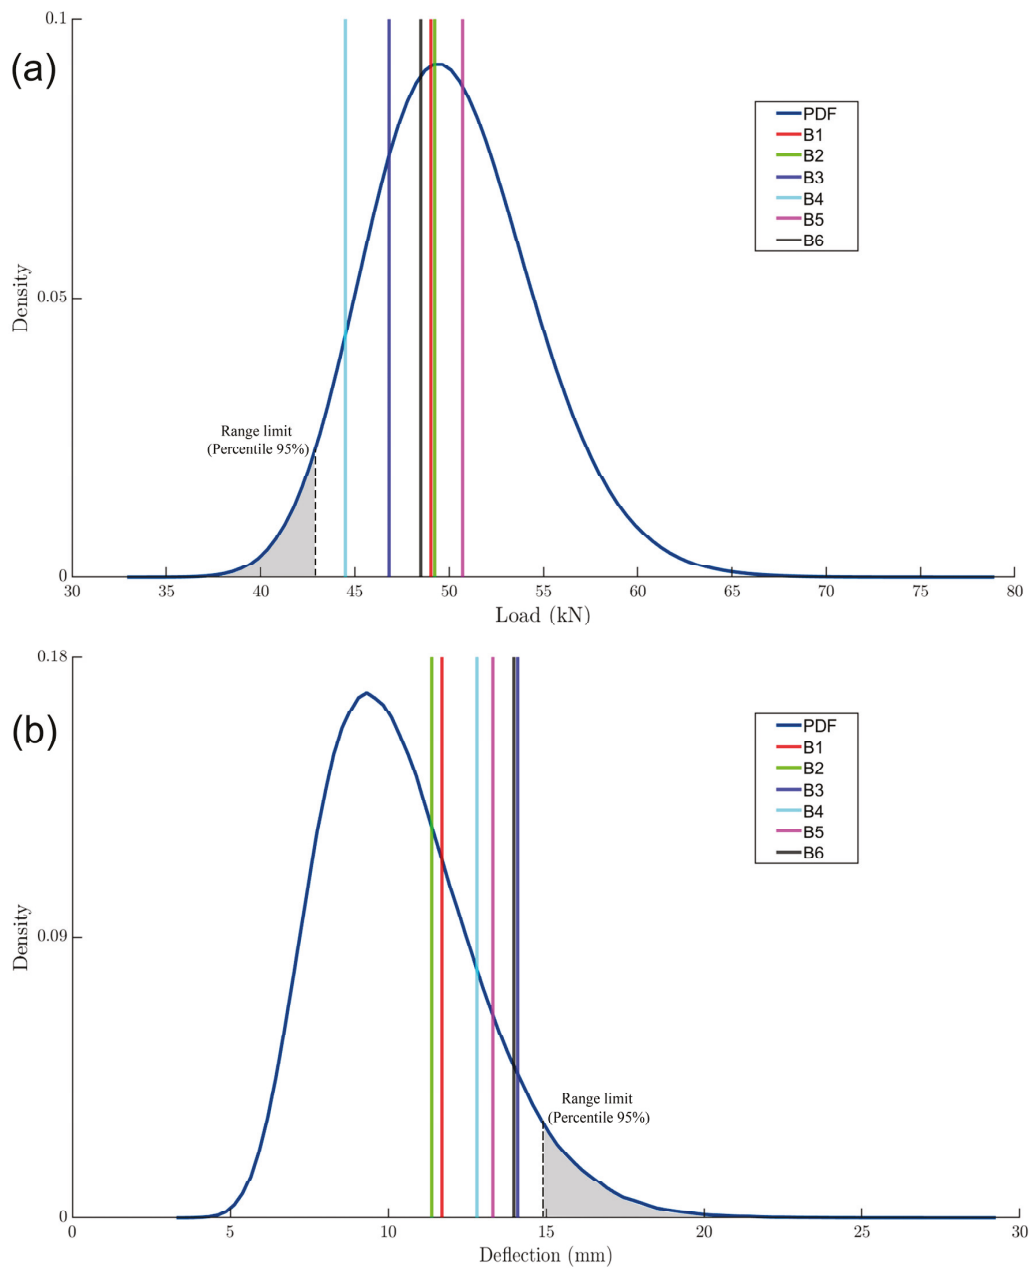 (a)
0.1
0.05
0
Density
Range limit
(Percentile 95%)
PDF
B1
B2
B3
B4
B5
B6
30 35 40 45 50 55 60 65 70 75 80
Load (kN)
(b)
0.18
0.09
0
Density
PDF
B1
B2
B3
B4
B5
B6
Range limit
(Percentile 95%)
0 5 10 15 20 25 30
Deflection (mm)